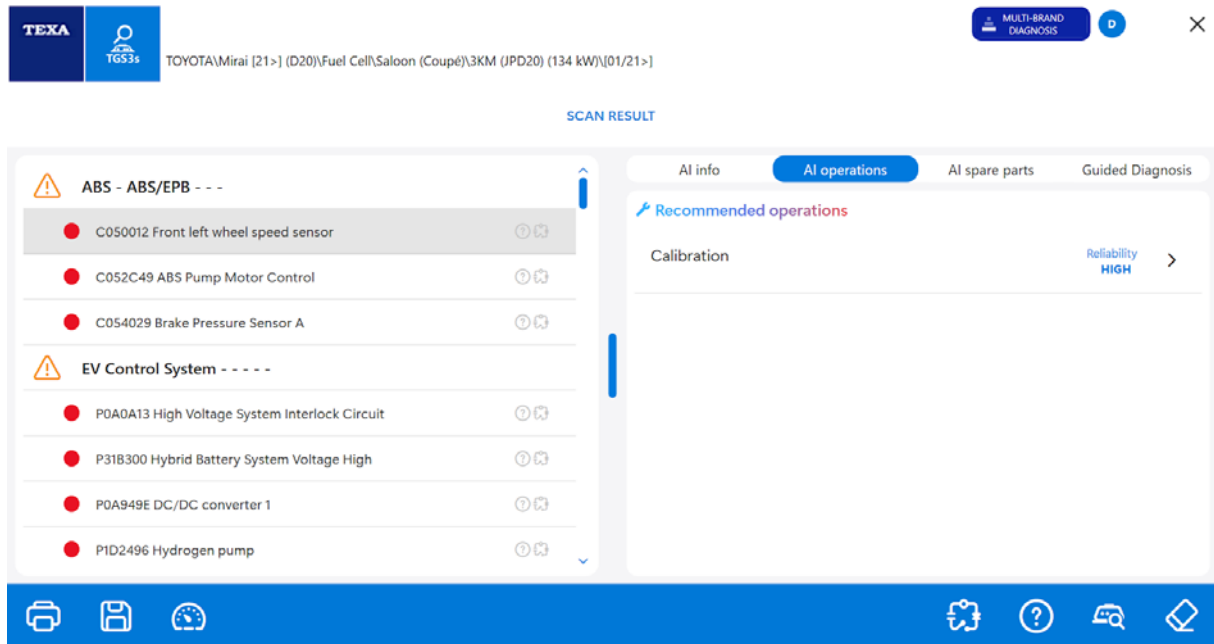 TEXA
TGS3s
TOYOTA\Mirai [21>] (D20)\Fuel Cell\Saloon (Coupé)\3KM (JPD20) (134 kW)\[01/21>]
MULTI-BRAND
DIAGNOSIS
D
SCAN RESULT
ABS - ABS/EPB - - -
C050012 Front left wheel speed sensor
C052C49 ABS Pump Motor Control
C054029 Brake Pressure Sensor A
EV Control System - - - - -
P0A0A13 High Voltage System Interlock Circuit
P31B300 Hybrid Battery System Voltage High
P0A949E DC/DC converter 1
P1D2496 Hydrogen pump
AI info
AI operations
AI spare parts
Guided Diagnosis
Recommended operations
Calibration
Reliability
HIGH